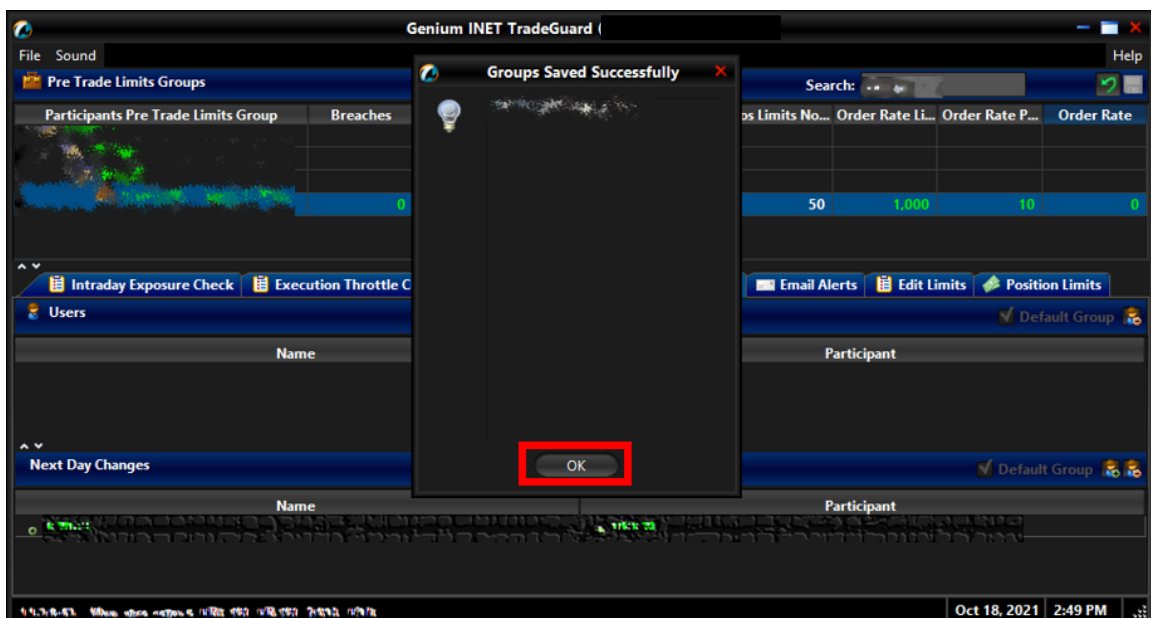 Genium INET TradeGuard (
File Sound Help
Groups Saved Successfully
Pre Trade Limits Groups Search:
Participants Pre Trade Limits Group Breaches os Limits No... Order Rate Li... Order Rate P... Order Rate
0 50 1,000 10 0
Intraday Exposure Check Execution Throttle C Email Alerts Edit Limits Position Limits
Users Default Group
Name Participant
OK
Next Day Changes Default Group
Name Participant
Oct 18, 2021 2:49 PM